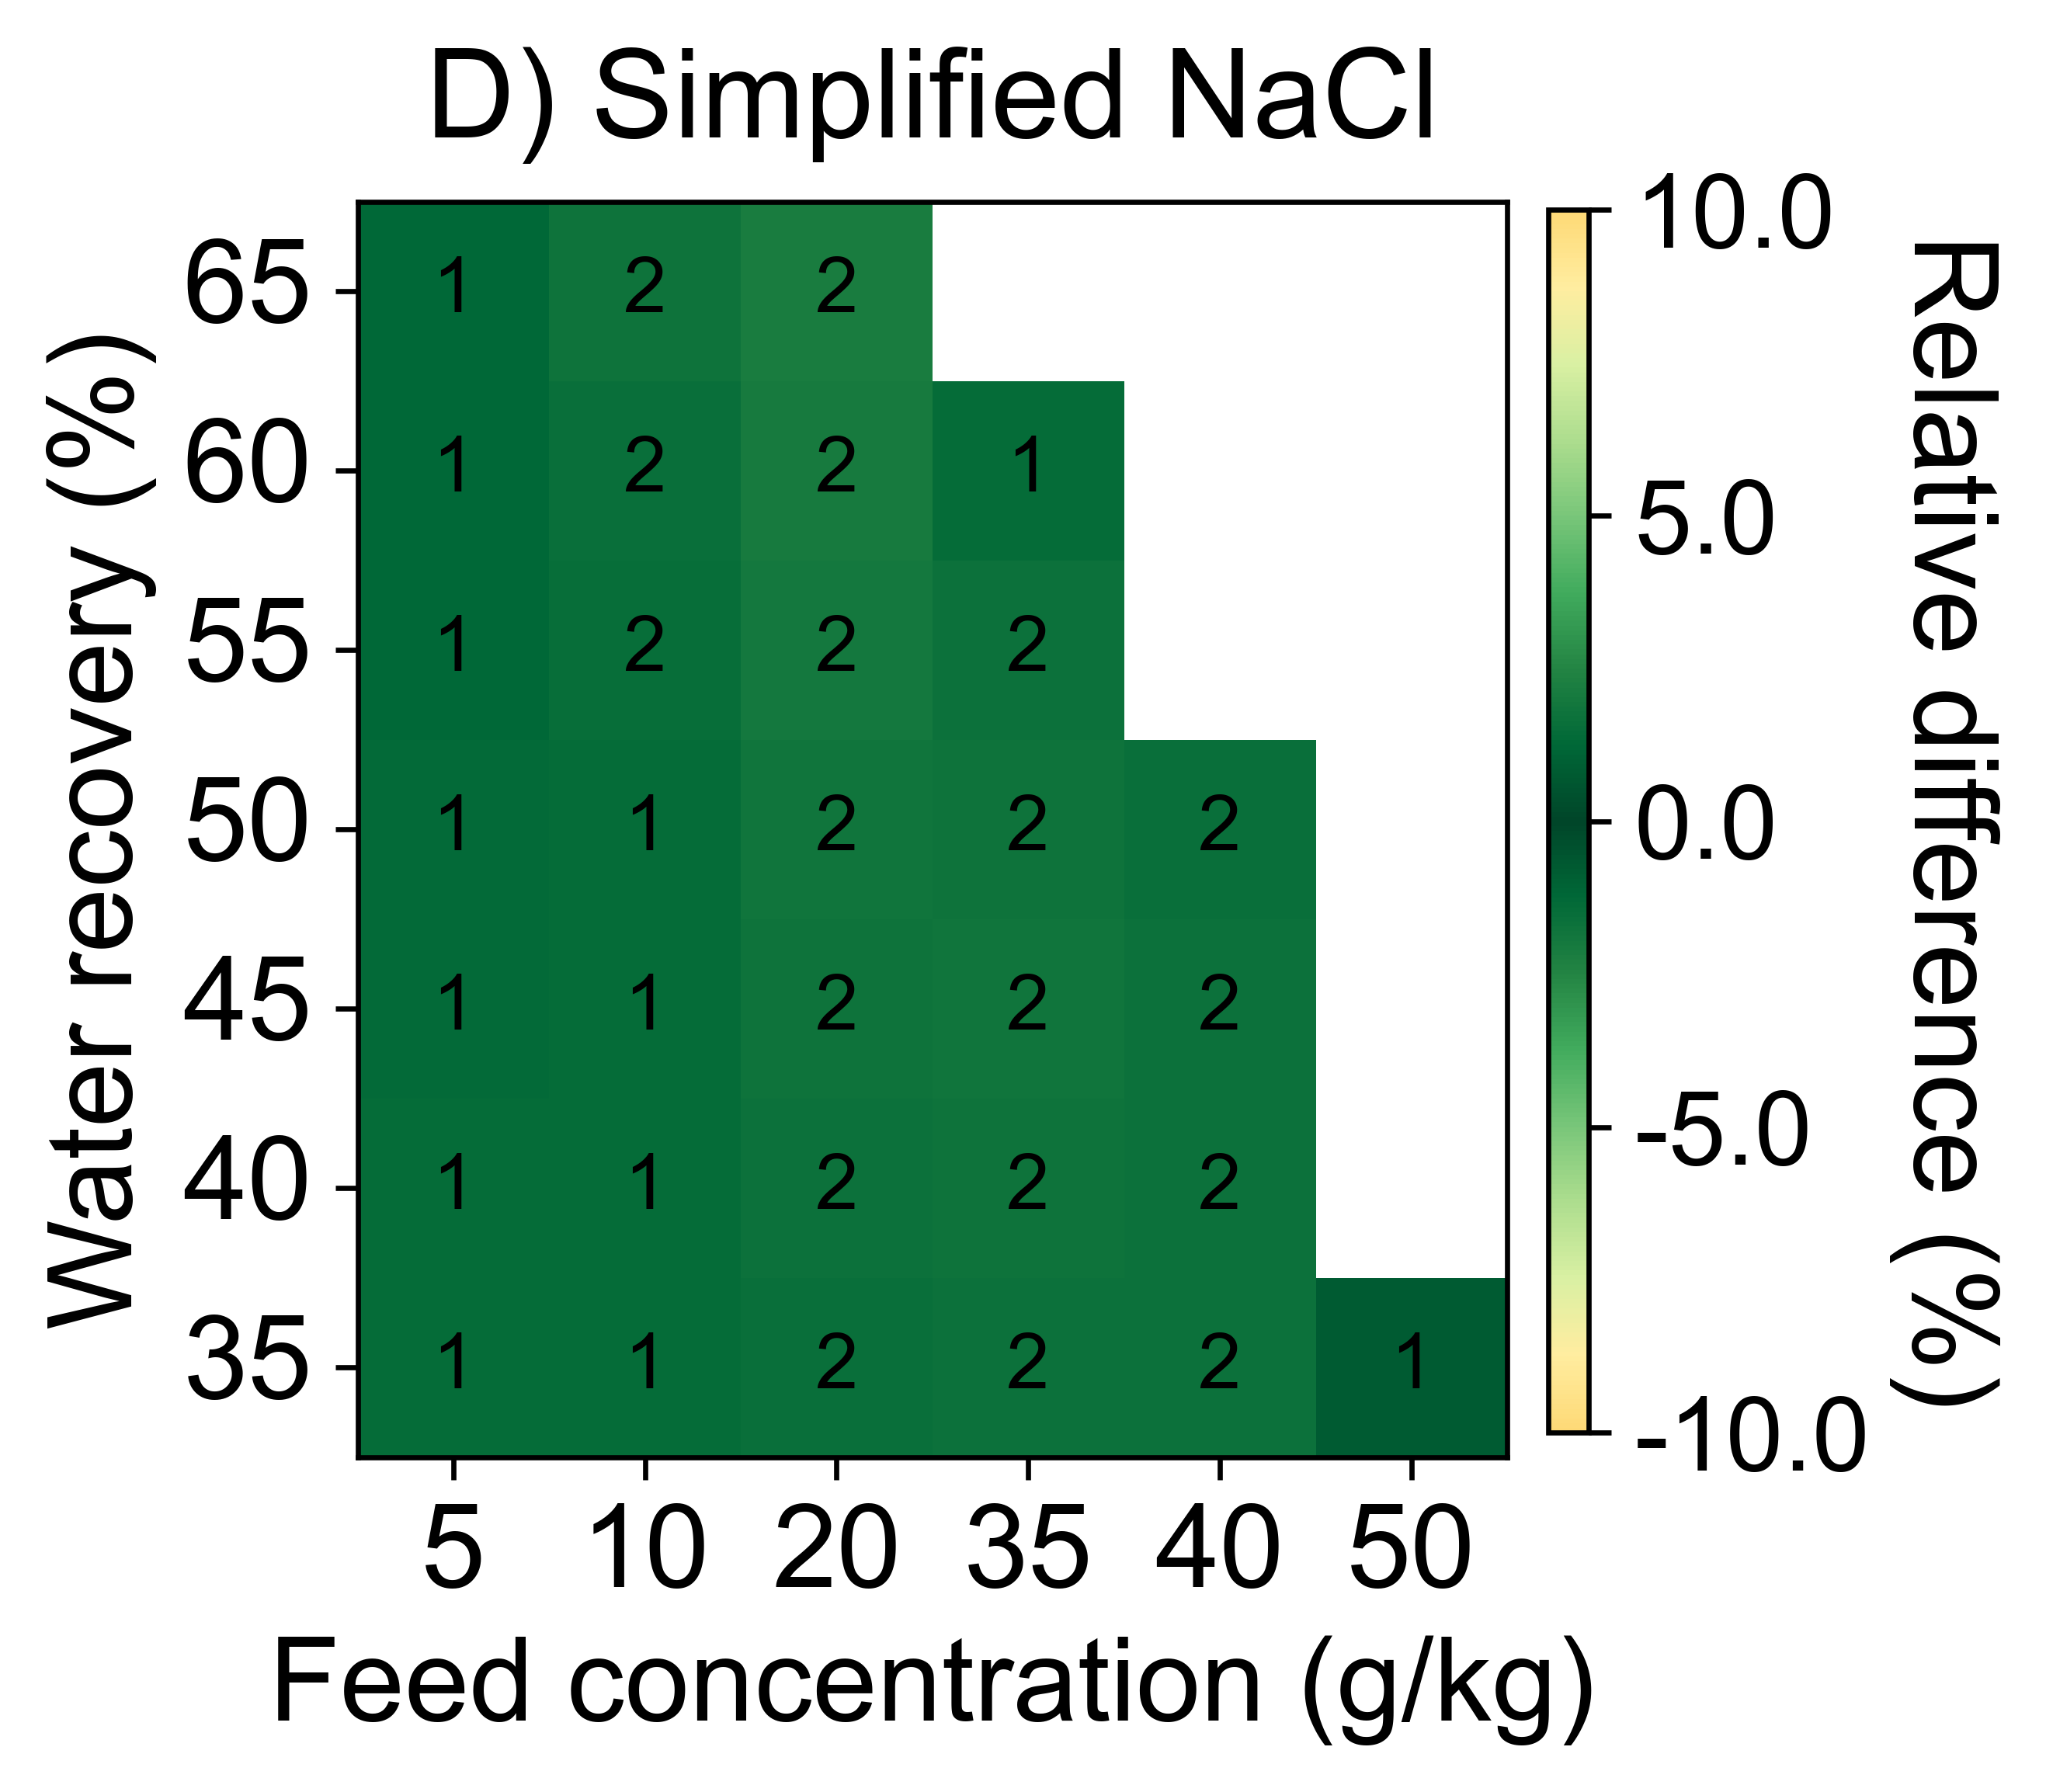 D) Simplified NaCl
Water recovery (%)
65 1 2 2
60 1 2 2 1
55 1 2 2 2
50 1 1 2 2 2
45 1 1 2 2 2
40 1 1 2 2 2
35 1 1 2 2 2 1
5 10 20 35 40 50
Feed concentration (g/kg)
10.0
5.0
0.0
-5.0
-10.0
Relative difference (%)